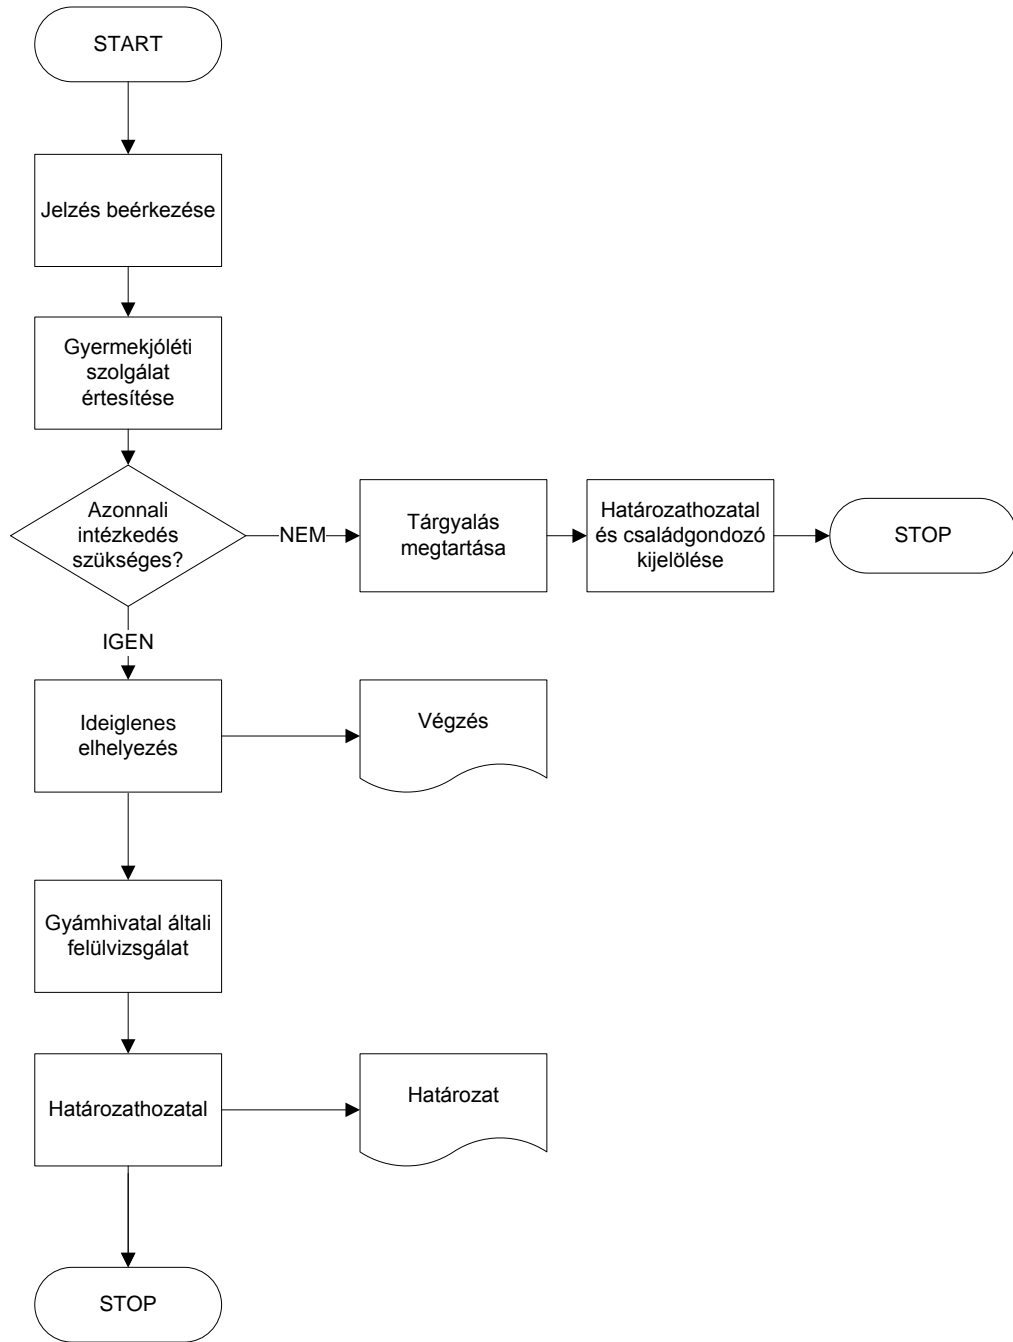 START
Jelzés beérkezése
Gyermekjóléti
szolgálat
értesítése
Azonnali
intézkedés
szükséges?
NEM
Tárgyalás
megtartása
Határozathozatal
és családgondozó
kijelölése
STOP
IGEN
Ideiglenes
elhelyezés
Végzés
Gyámhivatal általi
felülvizsgálat
Határozathozatal
Határozat
STOP